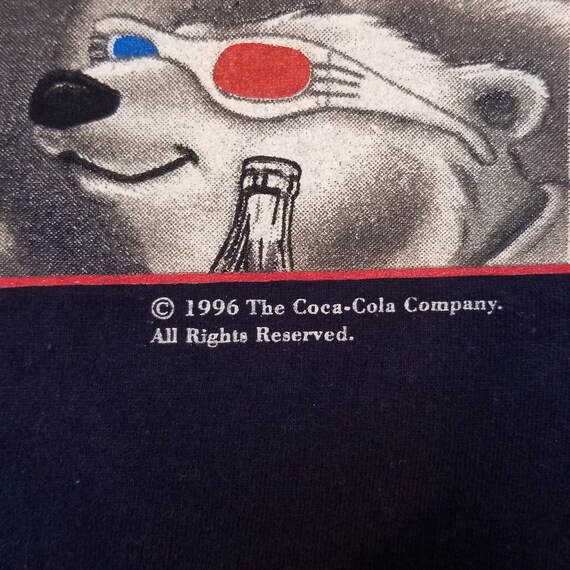 © 1996 The Coca-Cola Company.
All Rights Reserved.